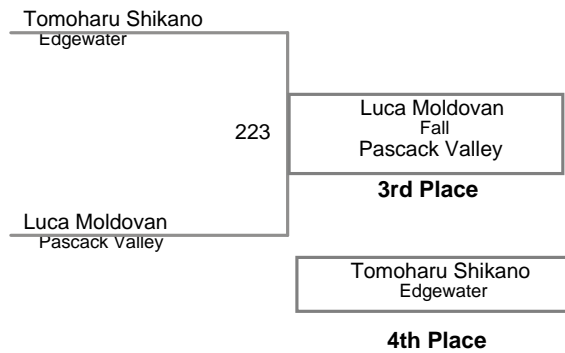 Tomoharu Shikano
Edgewater
223
Luca Moldovan
Fall
Pascack Valley
3rd Place
Luca Moldovan
Pascack Valley
Tomoharu Shikano
Edgewater
4th Place